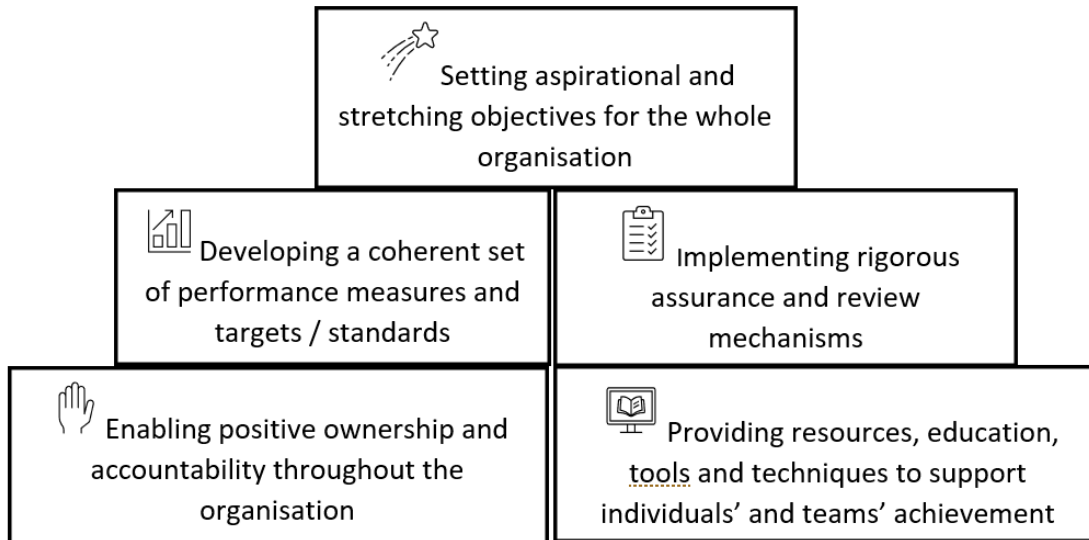 Setting aspirational and
stretching objectives for the whole
organisation
Developing a coherent set
of performance measures and
targets / standards
Implementing rigorous
assurance and review
mechanisms
Enabling positive ownership and
accountability throughout the
organisation
Providing resources, education,
tools and techniques to support
individuals’ and teams’ achievement